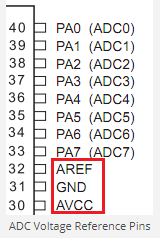 40 PA0 (ADC0)
39 PA1 (ADC1)
38 PA2 (ADC2)
37 PA3 (ADC3)
36 PA4 (ADC4)
35 PA5 (ADC5)
34 PA6 (ADC6)
33 PA7 (ADC7)
32 AREF
31 GND
30 AVCC
ADC Voltage Reference Pins